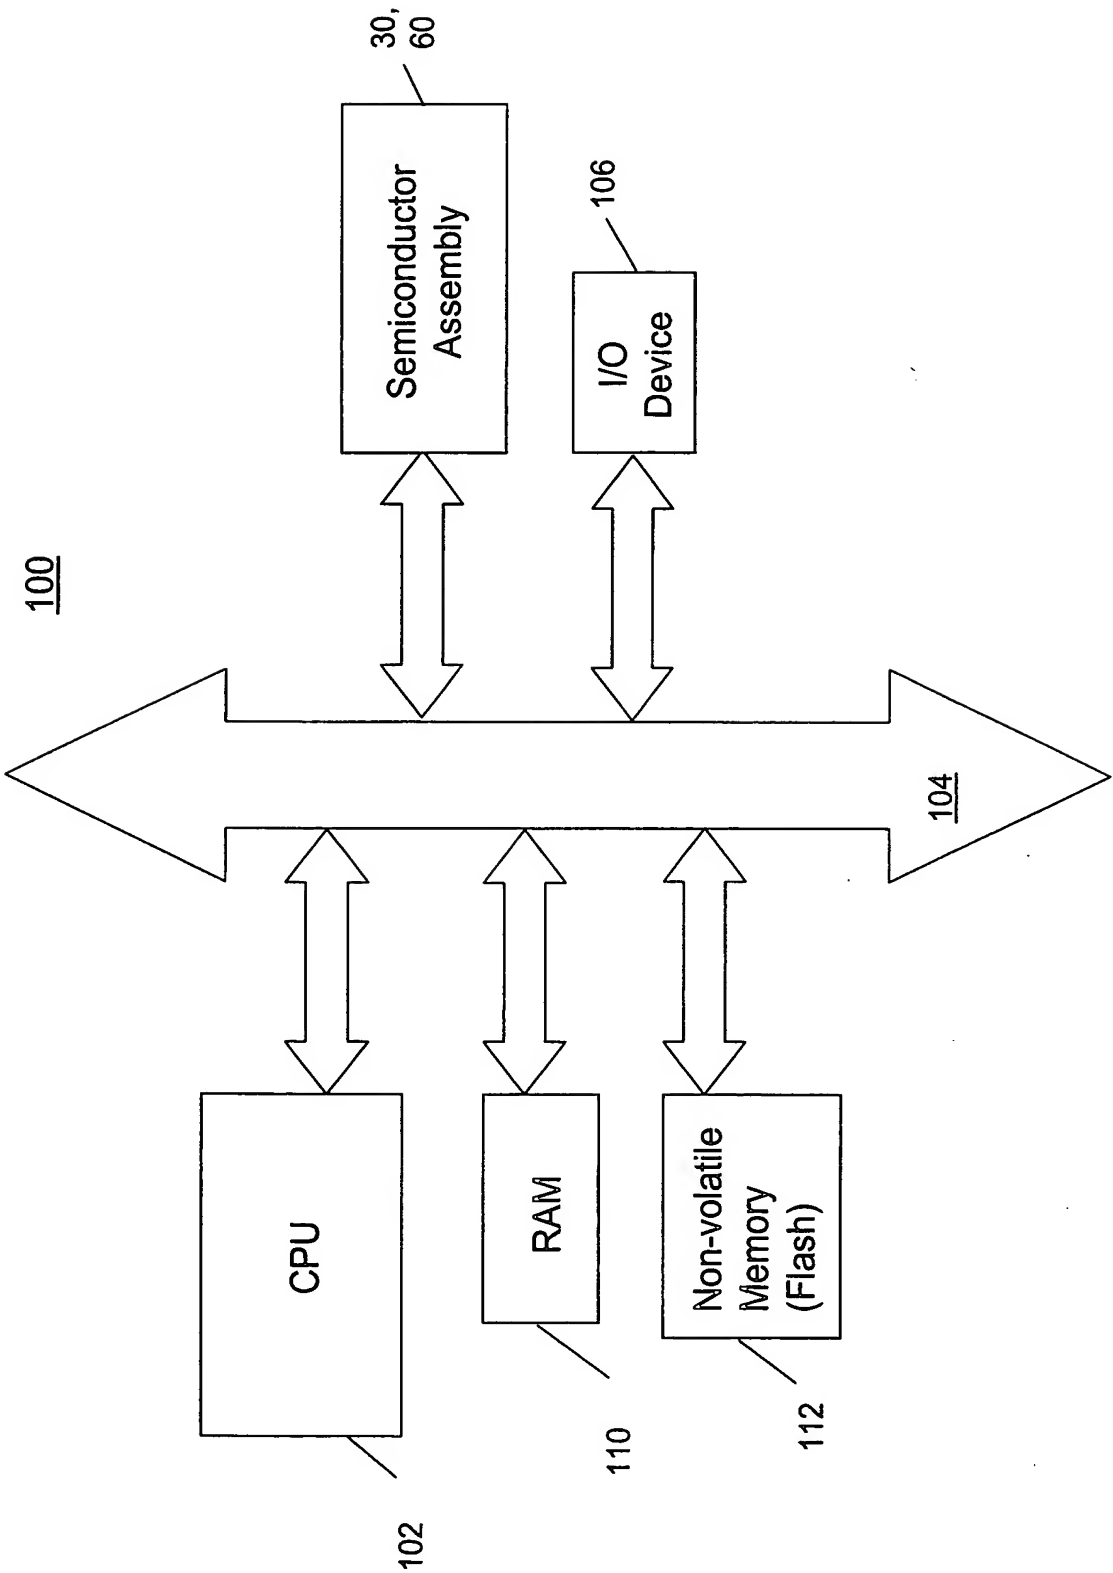 100
CPU
102
RAM
110
Non-volatile
Memory
(Flash)
112
104
Semiconductor
Assembly
30,
60
I/O
Device
106